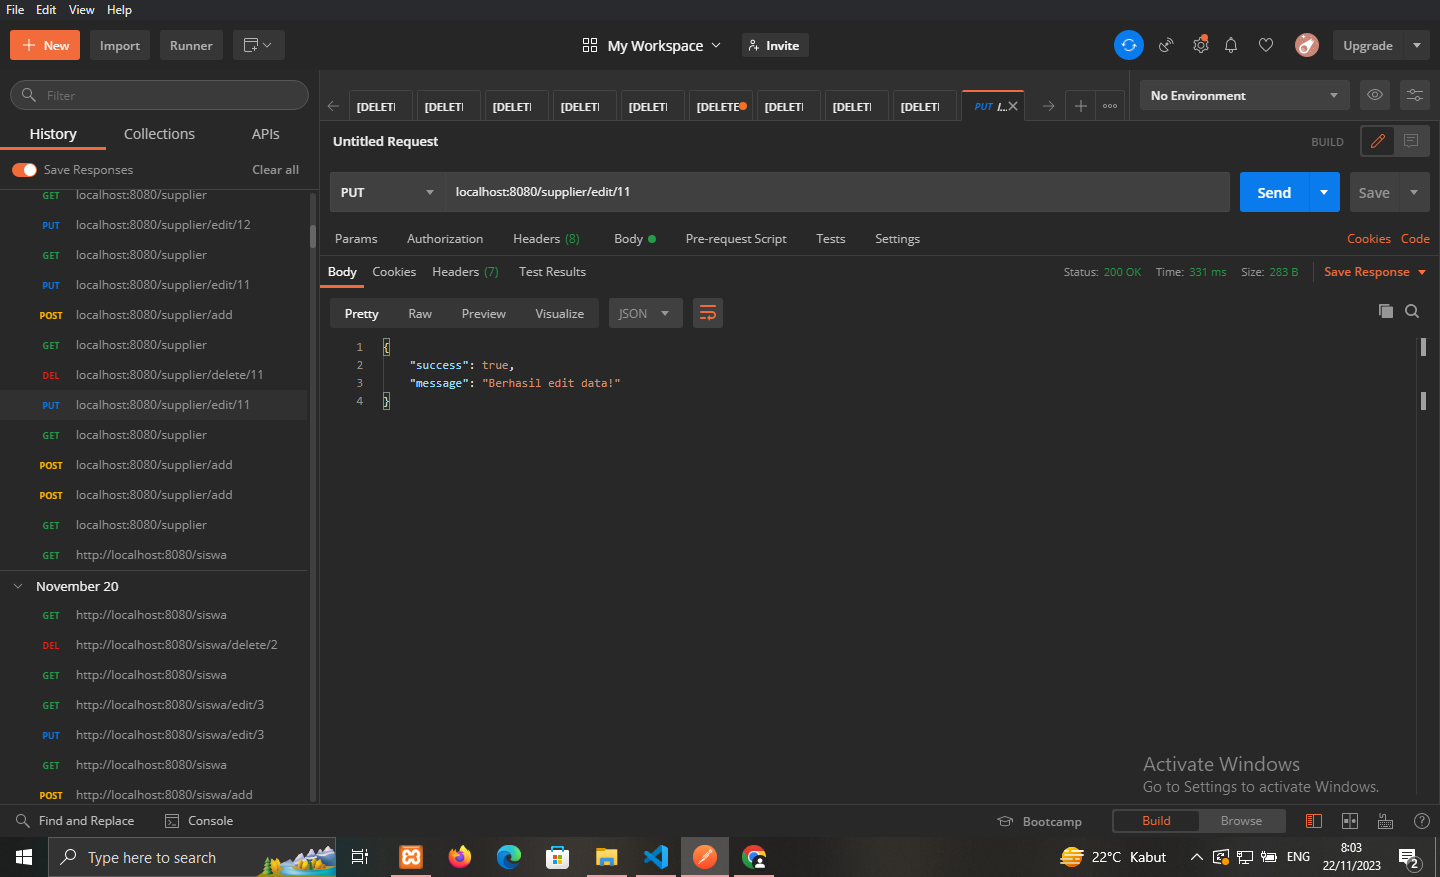 File Edit View Help
New Import Runner
My Workspace Invite
Upgrade
Filter
History Collections APIs
Save Responses Clear all
GET localhost:8080/supplier
PUT localhost:8080/supplier/edit/12
GET localhost:8080/supplier
PUT localhost:8080/supplier/edit/11
POST localhost:8080/supplier/add
GET localhost:8080/supplier
DEL localhost:8080/supplier/delete/11
PUT localhost:8080/supplier/edit/11
GET localhost:8080/supplier
POST localhost:8080/supplier/add
POST localhost:8080/supplier/add
GET localhost:8080/supplier
GET http://localhost:8080/siswa
November 20
GET http://localhost:8080/siswa
DEL http://localhost:8080/siswa/delete/2
GET http://localhost:8080/siswa
GET http://localhost:8080/siswa/edit/3
PUT http://localhost:8080/siswa/edit/3
GET http://localhost:8080/siswa
POST http://localhost:8080/siswa/add
[DELETI [DELETI [DELETI [DELETI [DELETI [DELETE [DELETI [DELETI [DELETI PUT l...
No Environment
Untitled Request
BUILD
PUT localhost:8080/supplier/edit/11
Send Save
Params Authorization Headers (8) Body Pre-request Script Tests Settings
Cookies Code
Body Cookies Headers (7) Test Results
Status: 200 OK Time: 331 ms Size: 283 B Save Response
Pretty Raw Preview Visualize JSON
1 {
2 "success": true,
3 "message": "Berhasil edit data!"
4 }
Activate Windows
Go to Settings to activate Windows.
Find and Replace Console
Bootcamp Build Browse
Type here to search
22°C Kabut
ENG
8:03
22/11/2023
2